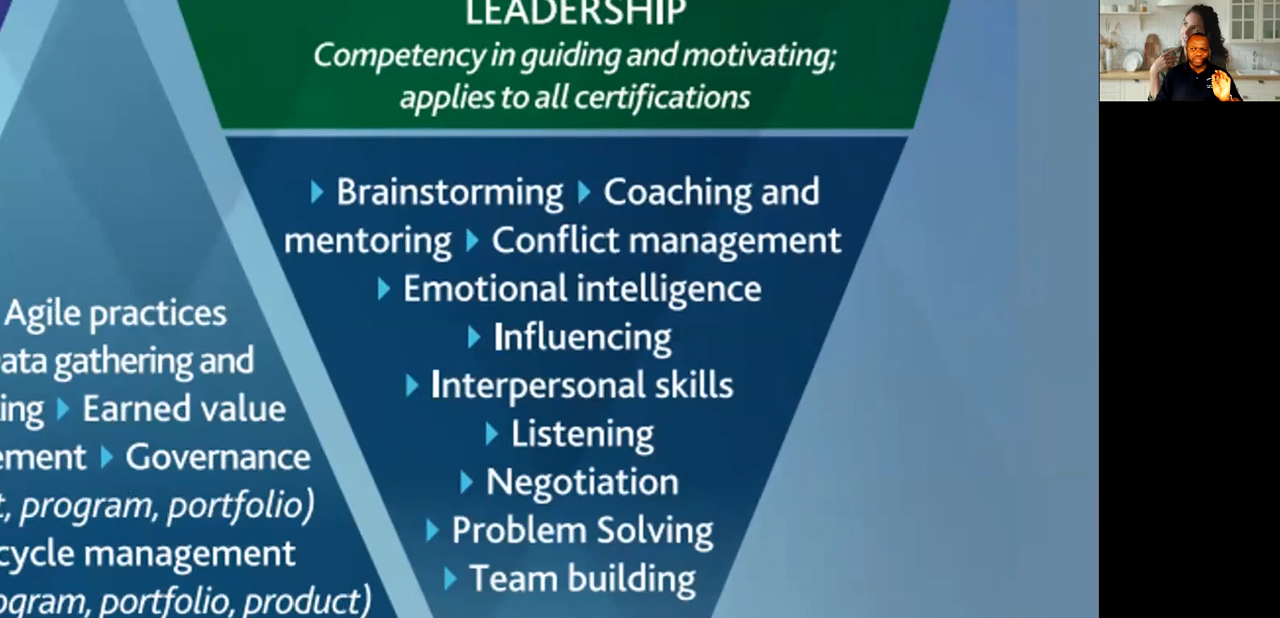 LEADERSHIP
Competency in guiding and motivating;
applies to all certifications
▶ Brainstorming ▶ Coaching and
mentoring ▶ Conflict management
▶ Emotional intelligence
▶ Influencing
▶ Interpersonal skills
▶ Listening
▶ Negotiation
▶ Problem Solving
▶ Team building
Agile practices
ata gathering and
ing ▶ Earned value
ement ▶ Governance
t, program, portfolio)
cycle management
ogram, portfolio, product)